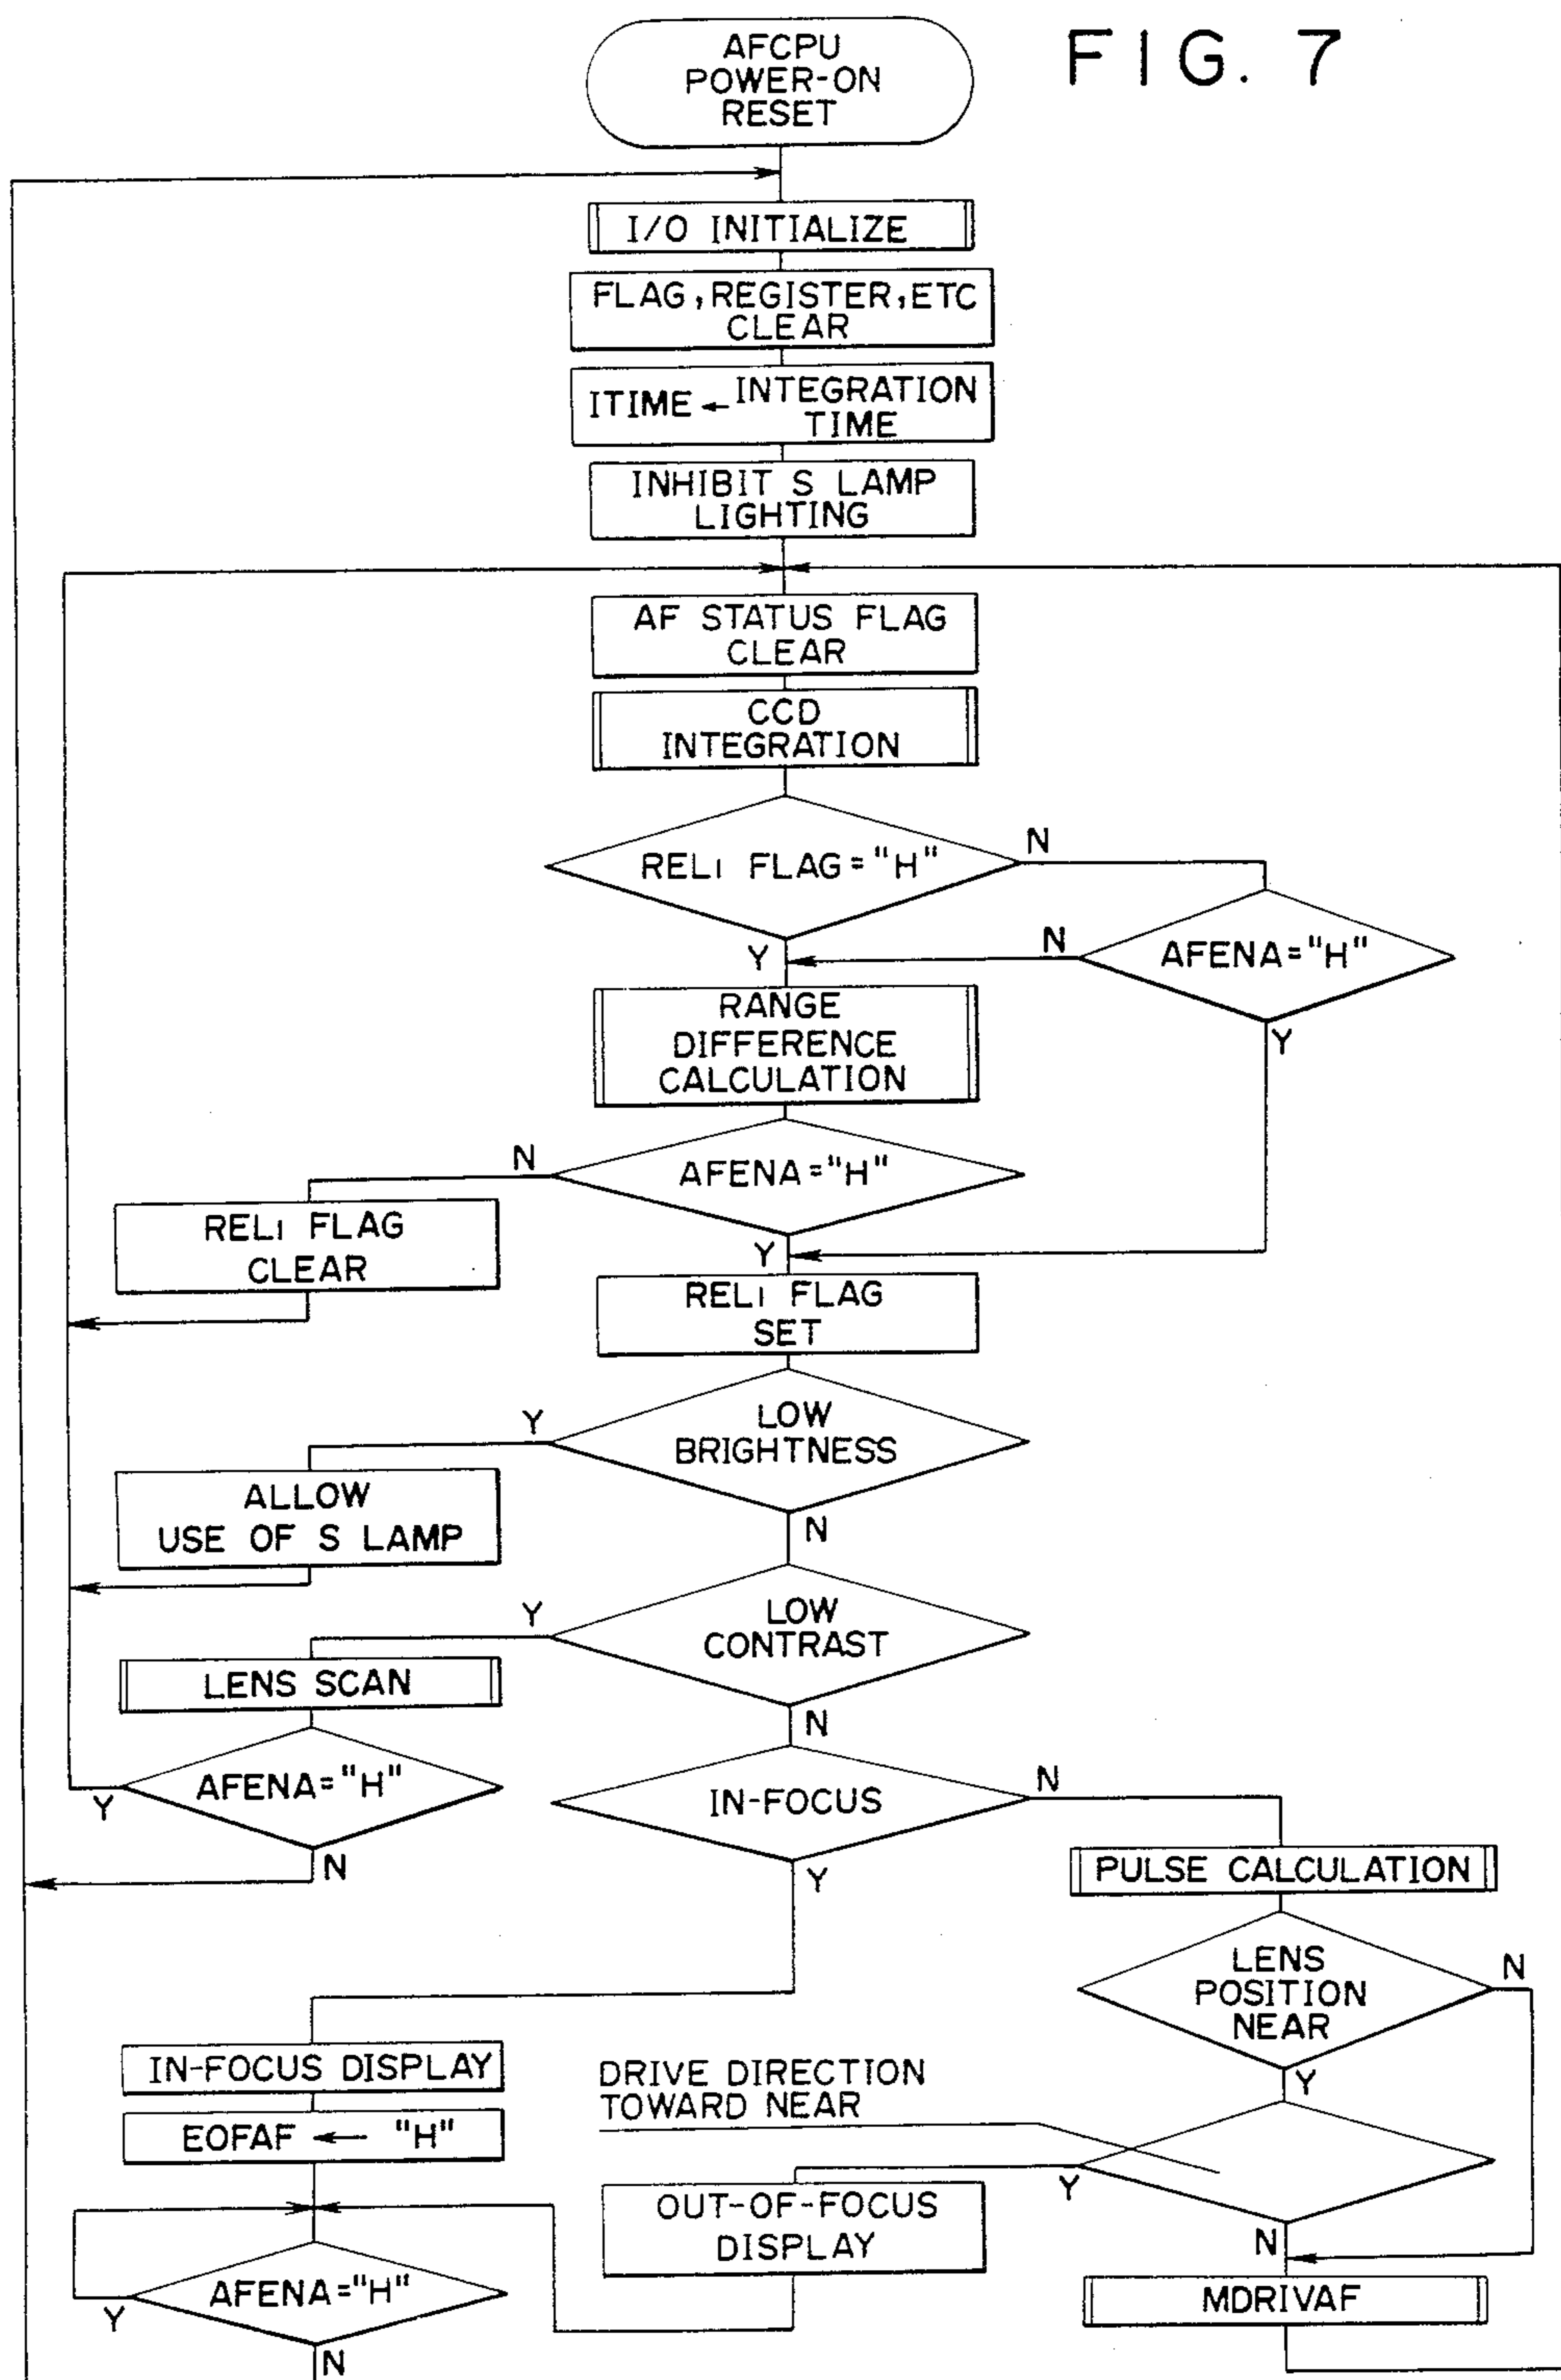 FIG. 7
AFCPU
POWER-ON
RESET
I/O INITIALIZE
FLAG, REGISTER, ETC
CLEAR
ITIME ← INTEGRATION
TIME
INHIBIT S LAMP
LIGHTING
AF STATUS FLAG
CLEAR
CCD
INTEGRATION
REL1 FLAG="H"
N
Y
AFENA="H"
N
Y
RANGE
DIFFERENCE
CALCULATION
AFENA="H"
N
Y
REL1 FLAG
CLEAR
REL1 FLAG
SET
LOW
BRIGHTNESS
Y
N
ALLOW
USE OF S LAMP
LOW
CONTRAST
Y
N
LENS SCAN
AFENA="H"
Y
N
IN-FOCUS
N
Y
PULSE CALCULATION
LENS
POSITION
NEAR
N
Y
IN-FOCUS DISPLAY
EOFAF ← "H"
DRIVE DIRECTION
TOWARD NEAR
Y
N
OUT-OF-FOCUS
DISPLAY
AFENA="H"
Y
N
MDRIVAF